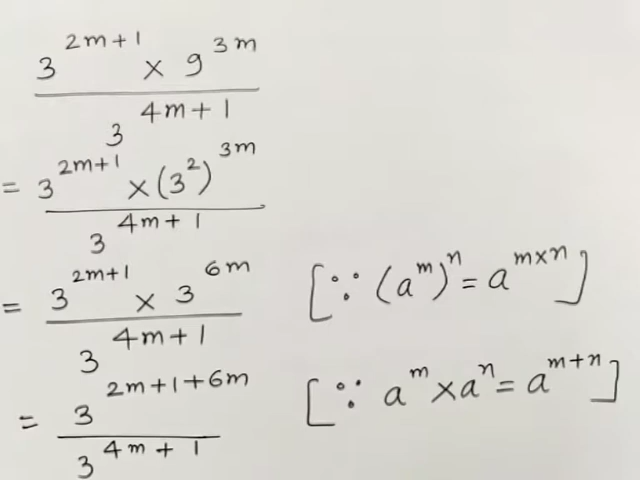 3^(2m+1) × 9^(3m)
3^(4m+1)
= 3^(2m+1) × (3^2)^(3m)
3^(4m+1)
= 3^(2m+1) × 3^(6m) [∵ (a^m)^n = a^(m×n)]
3^(4m+1)
= 3^(2m+1+6m) [∵ a^m × a^n = a^(m+n)]
3^(4m+1)